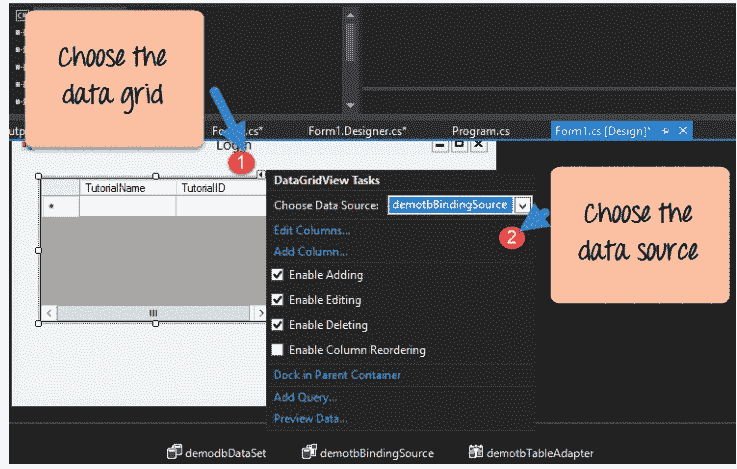 Choose the
data grid
Form1.cs*
Form1.Designer.cs*
Program.cs
Form1.cs [Design]*
Login
1
TutorialName
TutorialID
DataGridView Tasks
Choose Data Source:
demotbBindingSource
2
Choose the
data source
Edit Columns...
Add Column...
Enable Adding
Enable Editing
Enable Deleting
Enable Column Reordering
Dock in Parent Container
Add Query...
Preview Data...
demodbDataSet
demotbBindingSource
demotbTableAdapter